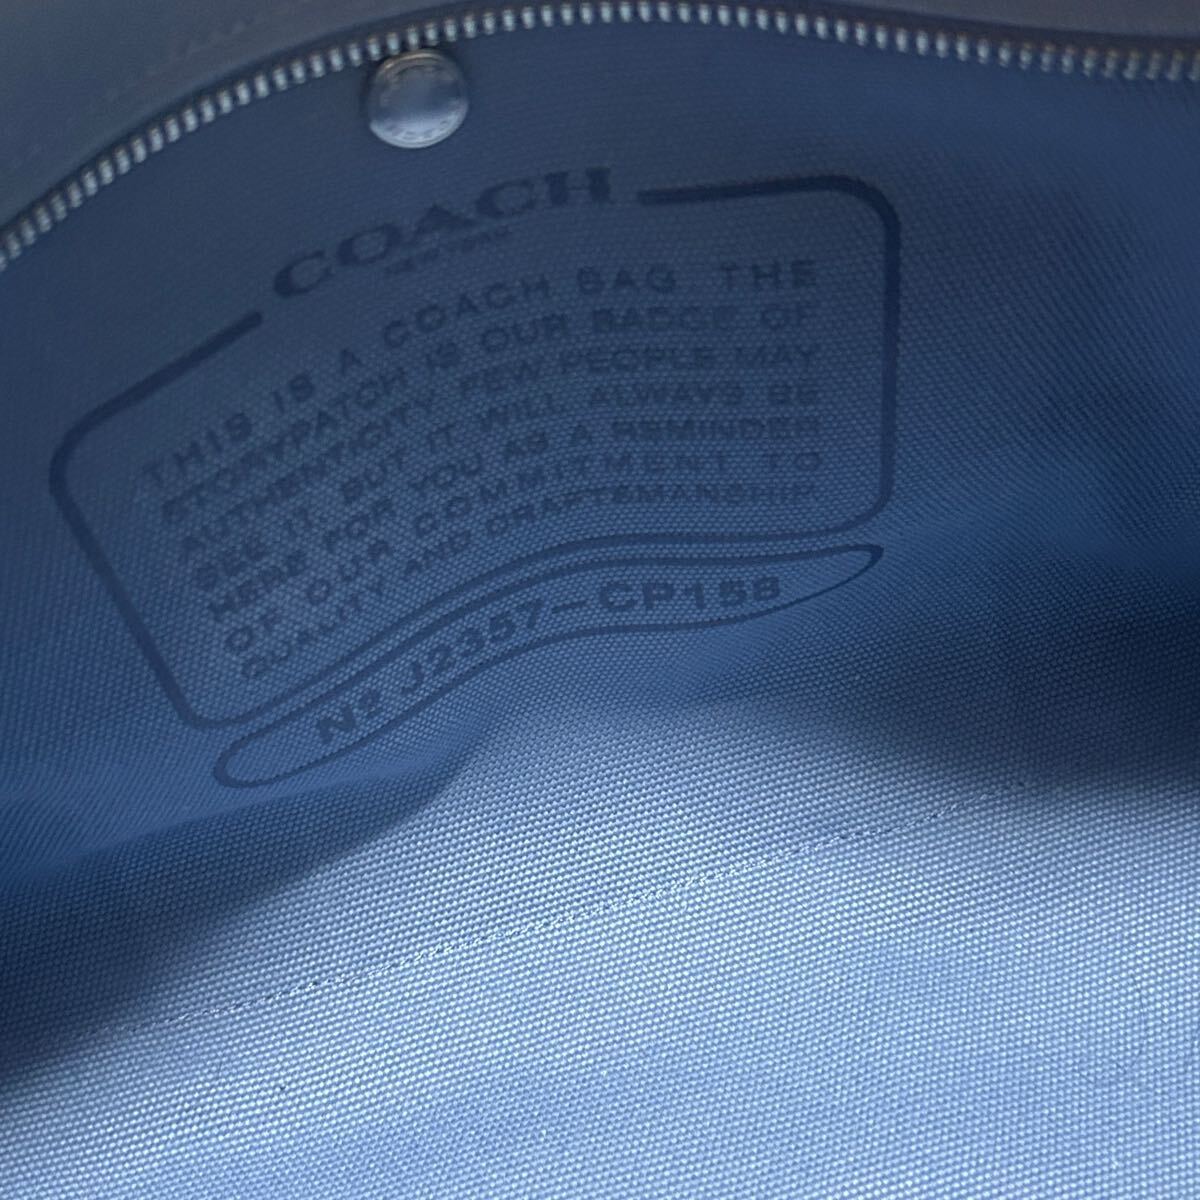 COACH
NEW YORK
THIS IS A COACH BAG. THE
STORYPATCH IS OUR BADGE OF
AUTHENTICITY. FEW PEOPLE MAY
SEE IT, BUT IT WILL ALWAYS BE
HERE FOR YOU AS A REMINDER
OF OUR COMMITMENT TO
QUALITY AND CRAFTSMANSHIP.
Nº J2357-CP158